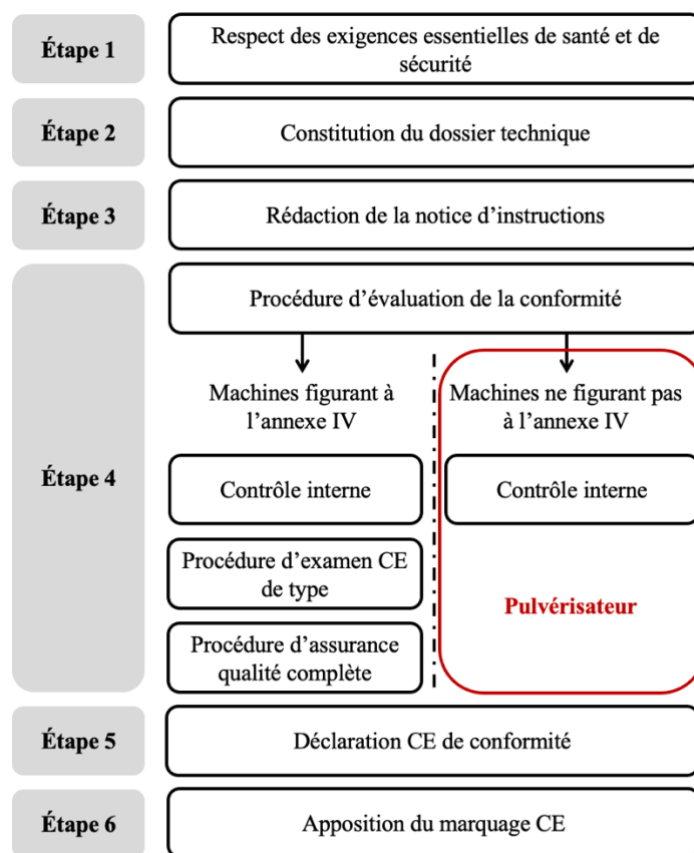 Étape 1
Respect des exigences essentielles de santé et de
sécurité
Étape 2
Constitution du dossier technique
Étape 3
Rédaction de la notice d’instructions
Étape 4
Procédure d’évaluation de la conformité
Machines figurant à
l’annexe IV
Contrôle interne
Procédure d’examen CE
de type
Procédure d’assurance
qualité complète
Machines ne figurant pas
à l’annexe IV
Contrôle interne
Pulvérisateur
Étape 5
Déclaration CE de conformité
Étape 6
Apposition du marquage CE